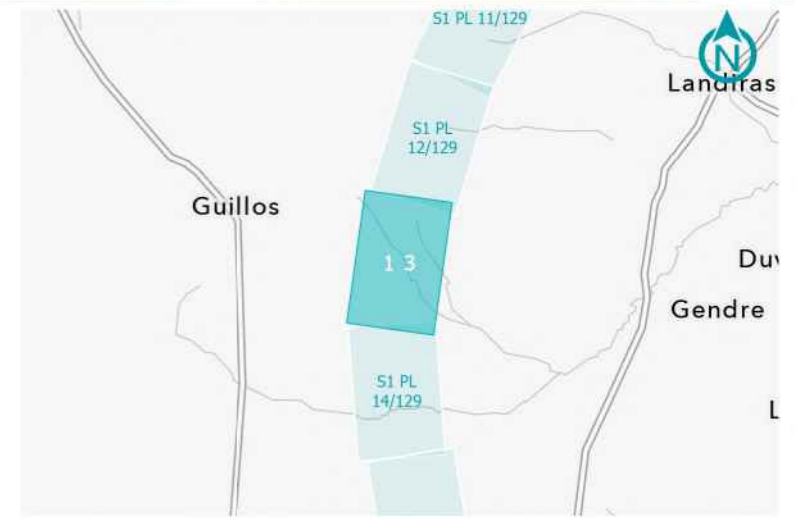 S1 PL 11/129
N
Landiras
S1 PL
12/129
Guillos
1 3
Duv
Gendre
S1 PL
14/129
L